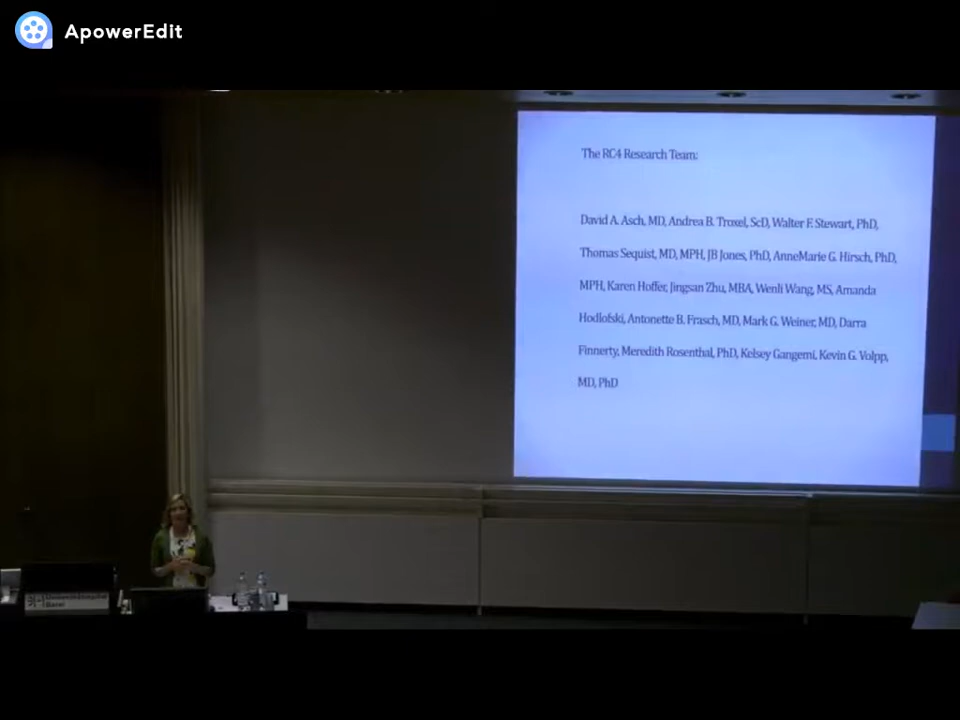 ApowerEdit
The RC4 Research Team:
David A. Asch, MD, Andrea B. Troxel, ScD, Walter F. Stewart, PhD,
Thomas Sequist, MD, MPH, JB Jones, PhD, AnneMarie G. Hirsch, PhD,
MPH, Karen Hoffer, Jingsan Zhu, MBA, Wenli Wang, MS, Amanda
Hodlofski, Antonette B. Frasch, MD, Mark G. Weiner, MD, Darra
Finnerty, Meredith Rosenthal, PhD, Kelsey Gangemi, Kevin G. Volpp,
MD, PhD
Universitätsspital
Basel